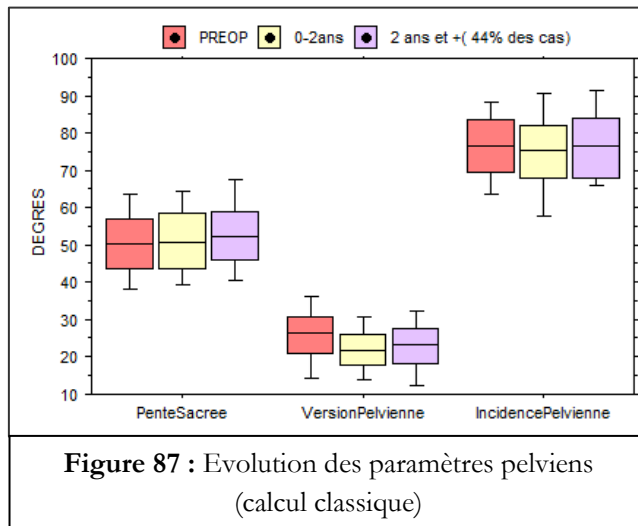 PREOP 0-2ans 2 ans et +( 44% des cas)
100
90
80
70
60
50
40
30
20
10
DEGRES
PenteSacree VersionPelvienne IncidencePelvienne
Figure 87 : Evolution des paramètres pelviens
(calcul classique)